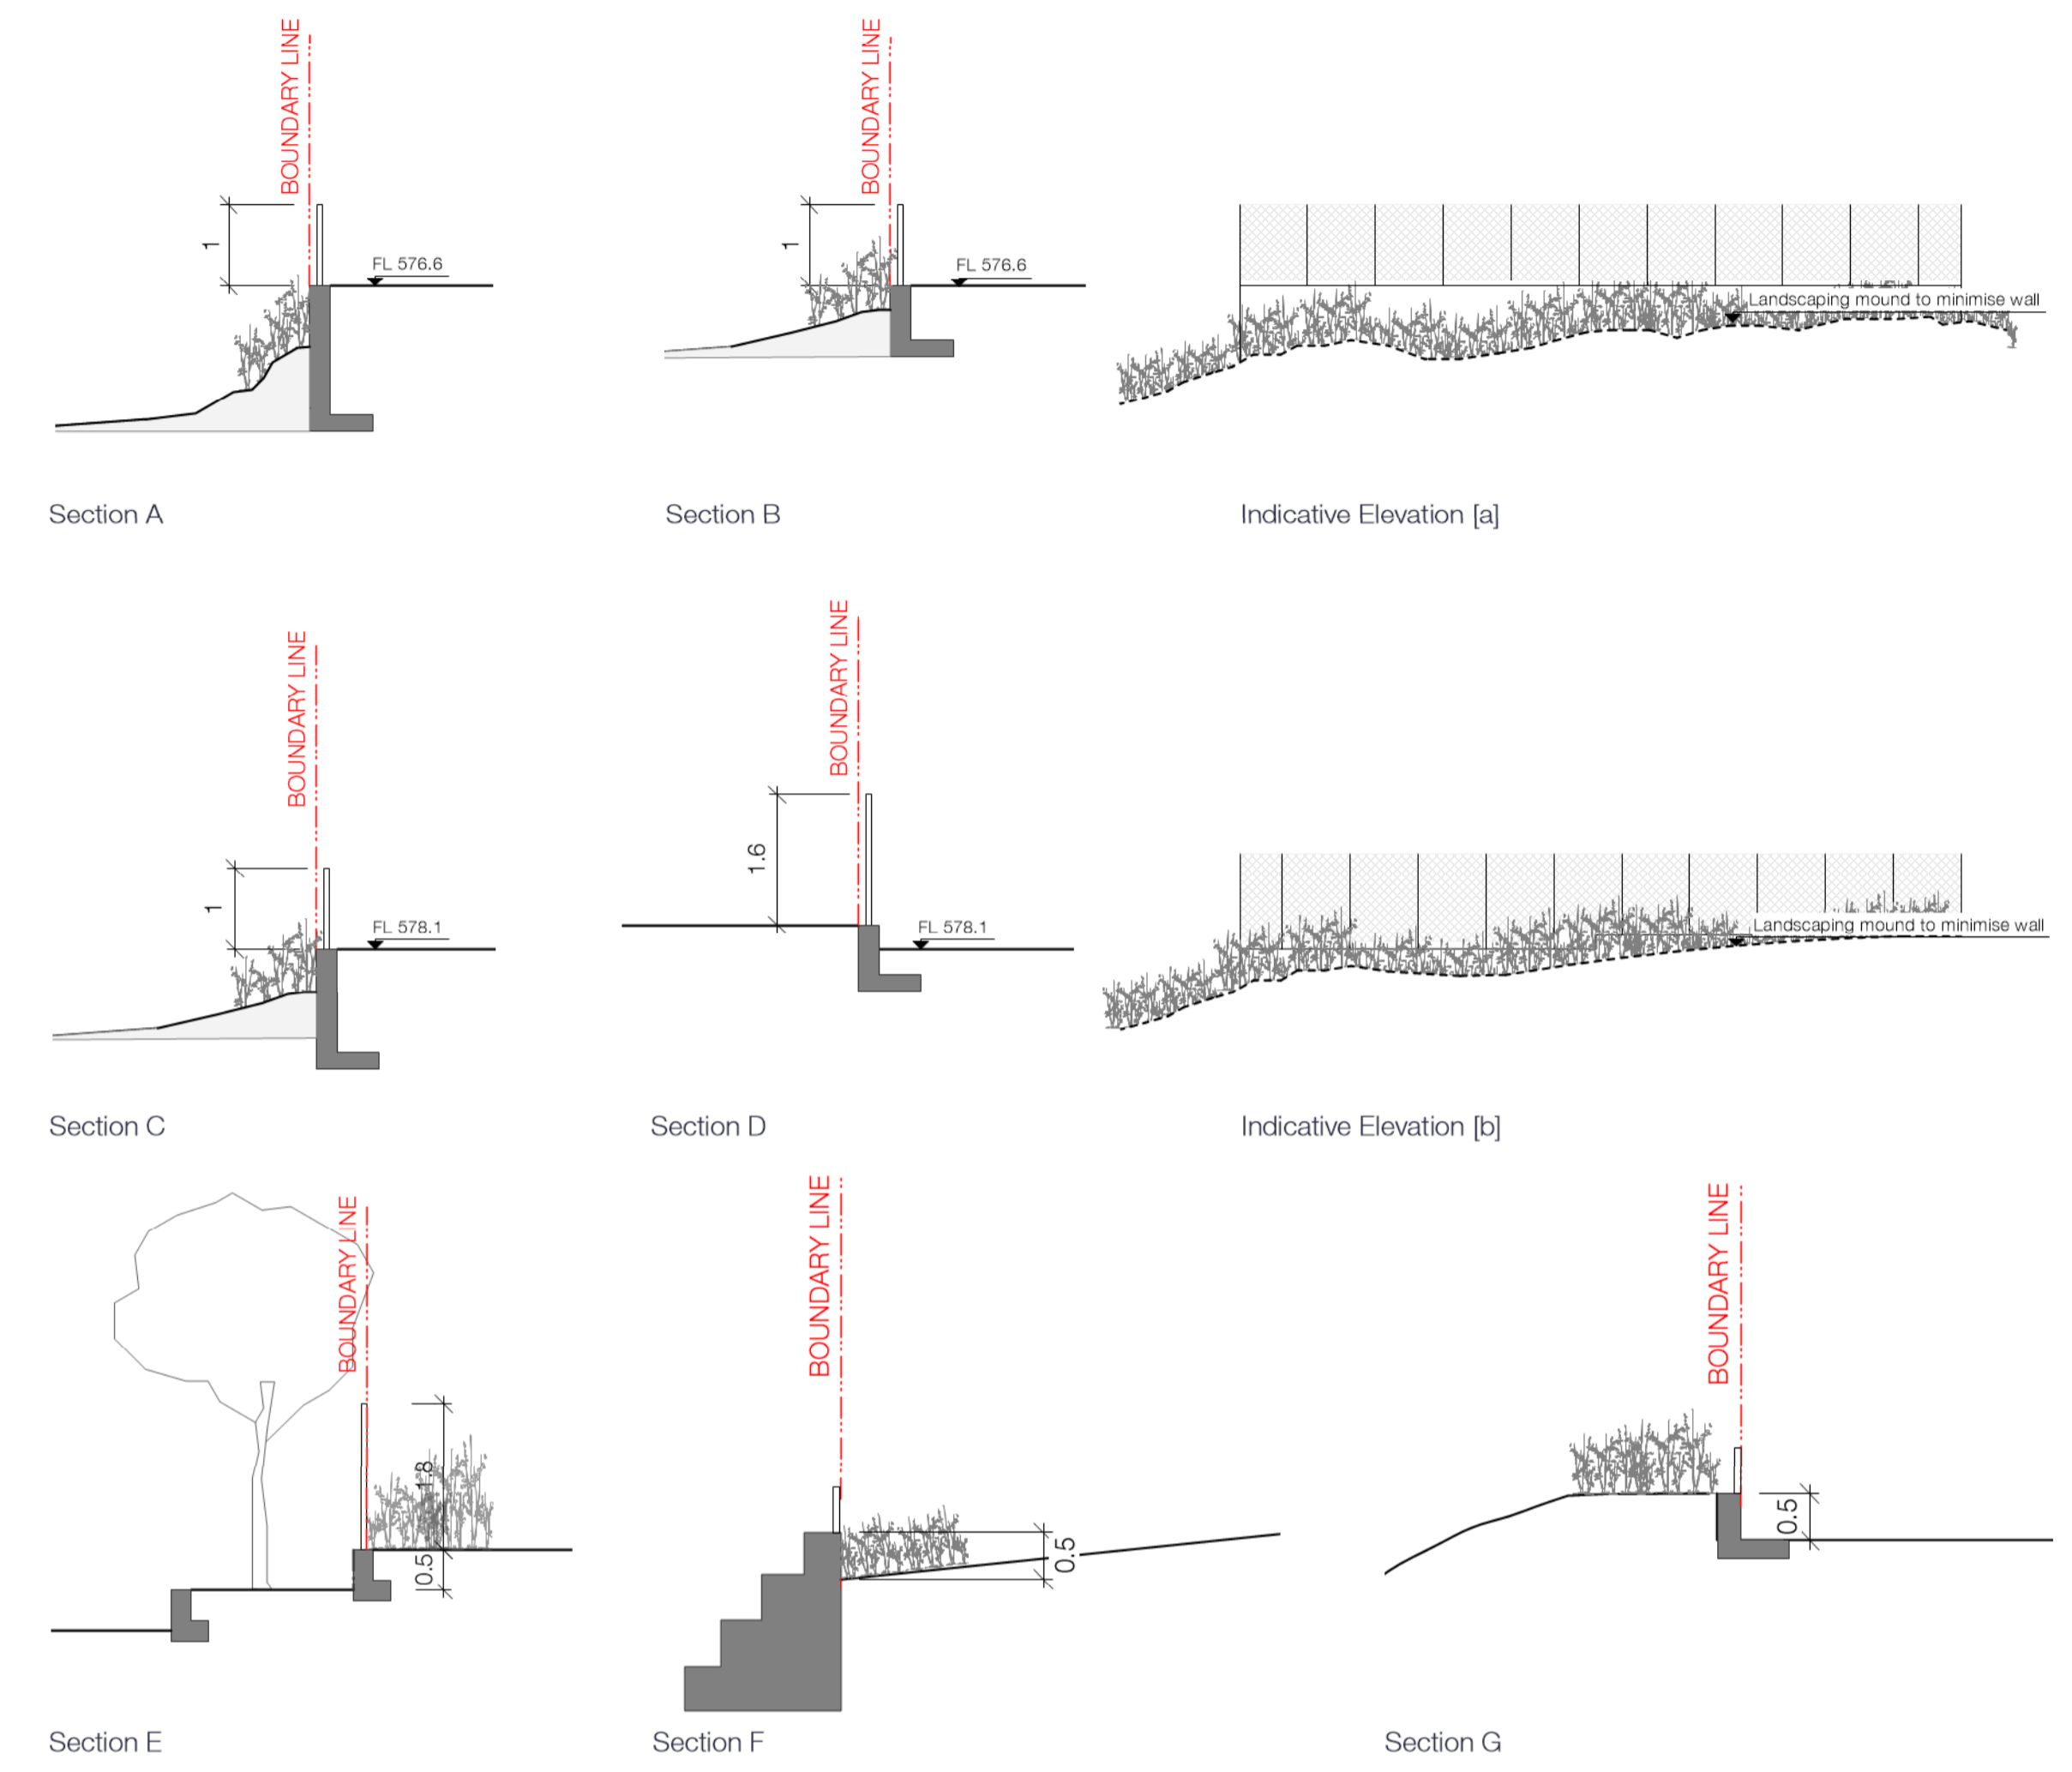 BOUNDARY LINE
1
FL 576.6
Section A
BOUNDARY LINE
1
FL 576.6
Section B
Landscaping mound to minimise wall
Indicative Elevation [a]
BOUNDARY LINE
1
FL 578.1
Section C
BOUNDARY LINE
1.6
FL 578.1
Section D
Landscaping mound to minimise wall
Indicative Elevation [b]
BOUNDARY LINE
1.8
0.5
Section E
BOUNDARY LINE
0.5
Section F
BOUNDARY LINE
0.5
Section G